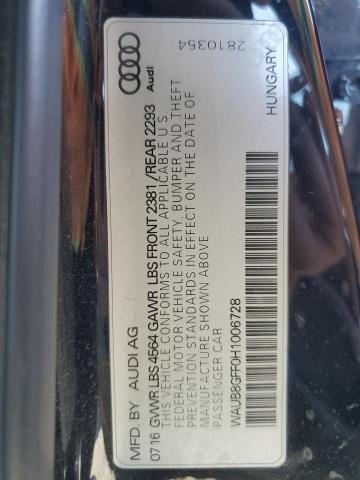 MFD. BY AUDI AG
07 16 GVWR LBS 4564 GAWR LBS FRONT 2381 / REAR 2293
THIS VEHICLE CONFORMS TO ALL APPLICABLE U S
FEDERAL MOTOR VEHICLE SAFETY, BUMPER AND THEFT
PREVENTION STANDARDS IN EFFECT ON THE DATE OF
MANUFACTURE SHOWN ABOVE
PASSENGER CAR
WAUB8GFF0H1006728
Audi
2810354
HUNGARY